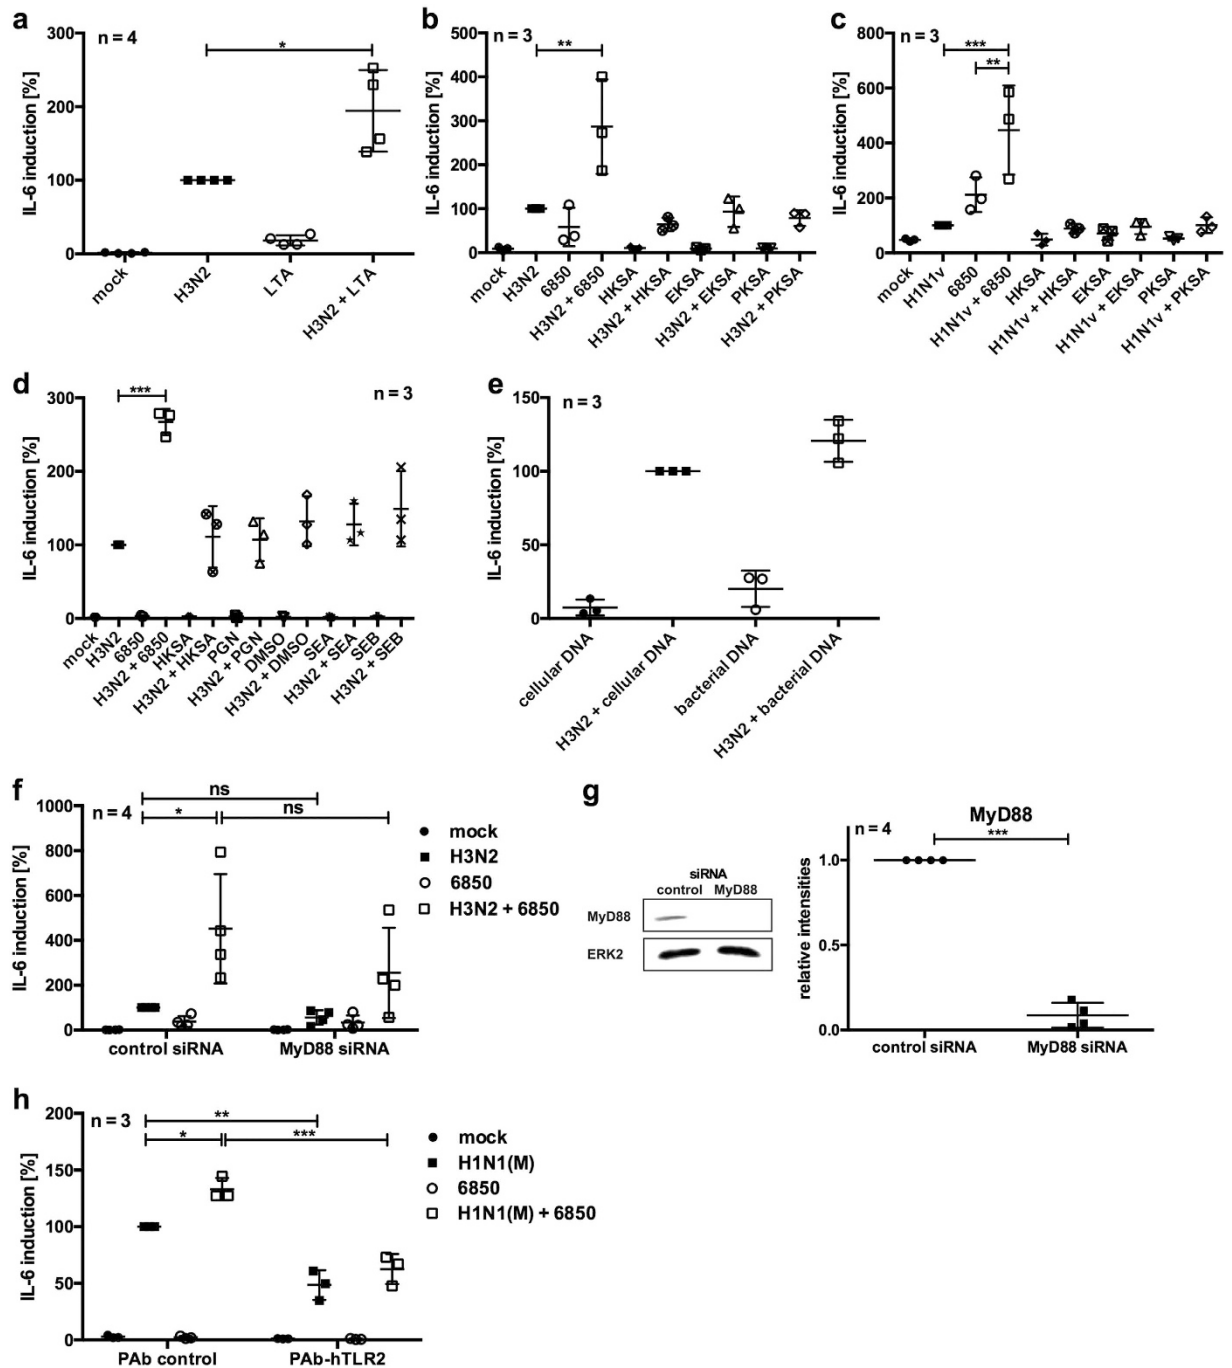 a
n = 4
*
IL-6 induction [%]
300
200
100
0
mock
H3N2
LTA
H3N2 + LTA
b
n = 3
**
IL-6 induction [%]
500
400
300
200
100
0
mock
H3N2
6850
H3N2 + 6850
HKSA
H3N2 + HKSA
EKSA
H3N2 + EKSA
PKSA
H3N2 + PKSA
c
n = 3
***
**
IL-6 induction [%]
800
600
400
200
0
mock
H1N1v
6850
H1N1v + 6850
HKSA
H1N1v + HKSA
EKSA
H1N1v + EKSA
PKSA
H1N1v + PKSA
d
n = 3
***
IL-6 induction [%]
300
200
100
0
mock
H3N2
6850
H3N2 + 6850
HKSA
H3N2 + HKSA
PGN
H3N2 + PGN
DMSO
H3N2 + DMSO
SEA
H3N2 + SEA
SEB
H3N2 + SEB
e
n = 3
IL-6 induction [%]
150
100
50
0
cellular DNA
H3N2 + cellular DNA
bacterial DNA
H3N2 + bacterial DNA
f
n = 4
ns
*
ns
IL-6 induction [%]
1000
800
600
400
200
0
control siRNA
MyD88 siRNA
mock
H3N2
6850
H3N2 + 6850
g
siRNA
control MyD88
MyD88
ERK2
MyD88
n = 4
***
relative intensities
1.0
0.5
0.0
control siRNA
MyD88 siRNA
h
n = 3
**
*
***
IL-6 induction [%]
200
150
100
50
0
PAb control
PAb-hTLR2
mock
H1N1(M)
6850
H1N1(M) + 6850